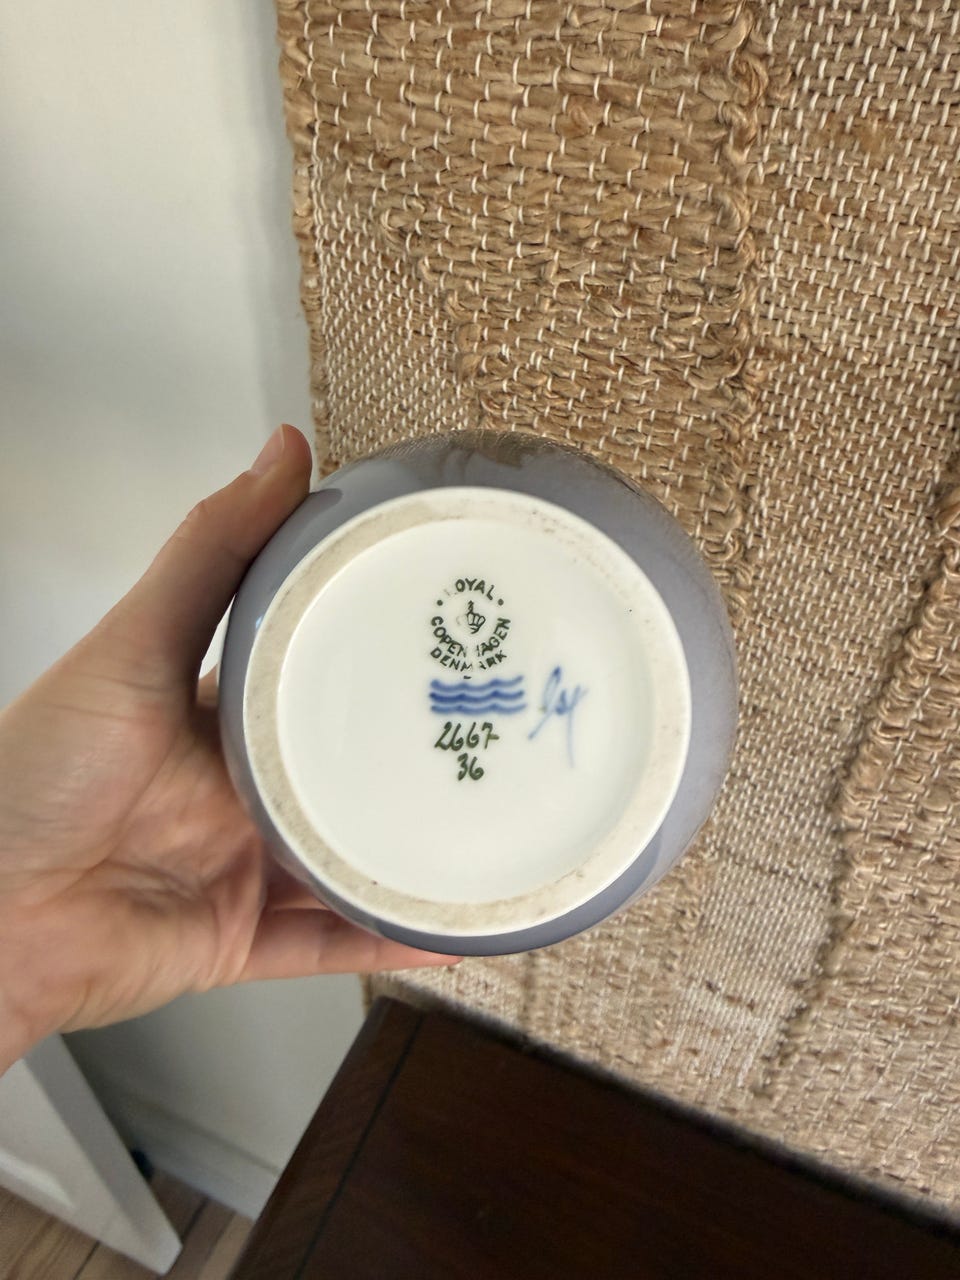 ROYAL
COPENHAGEN
DENMARK
2667
36